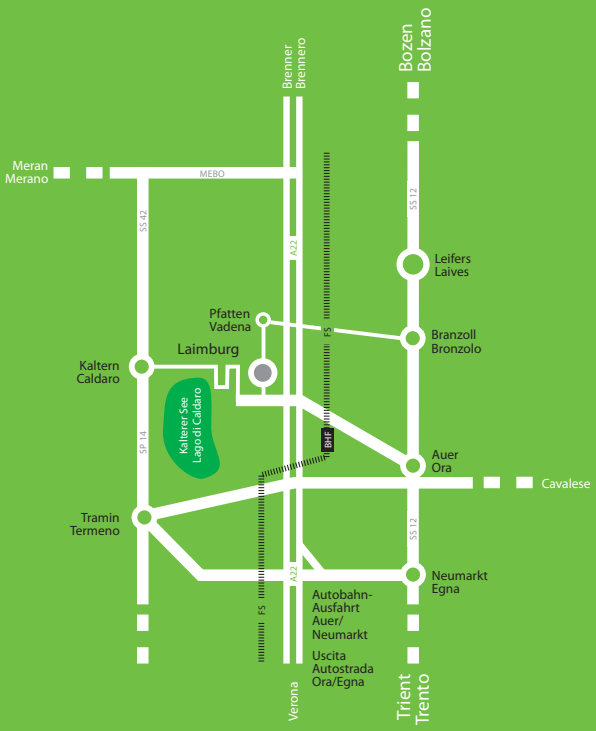 Brenner
Brennero
Bozen
Bolzano
Meran
Merano
MEBO
SS 42
SS 12
A22
Leifers
Laives
Pfatten
Vadena
FS
Branzoll
Bronzolo
Laimburg
Kaltern
Caldaro
Kalterer See
Lago di Caldaro
SP 14
BHF
Auer
Ora
Cavalese
Tramin
Termeno
SS 12
A22
Neumarkt
Egna
FS
Autobahn-
Ausfahrt
Auer/
Neumarkt
Uscita
Autostrada
Ora/Egna
Verona
Trient
Trento